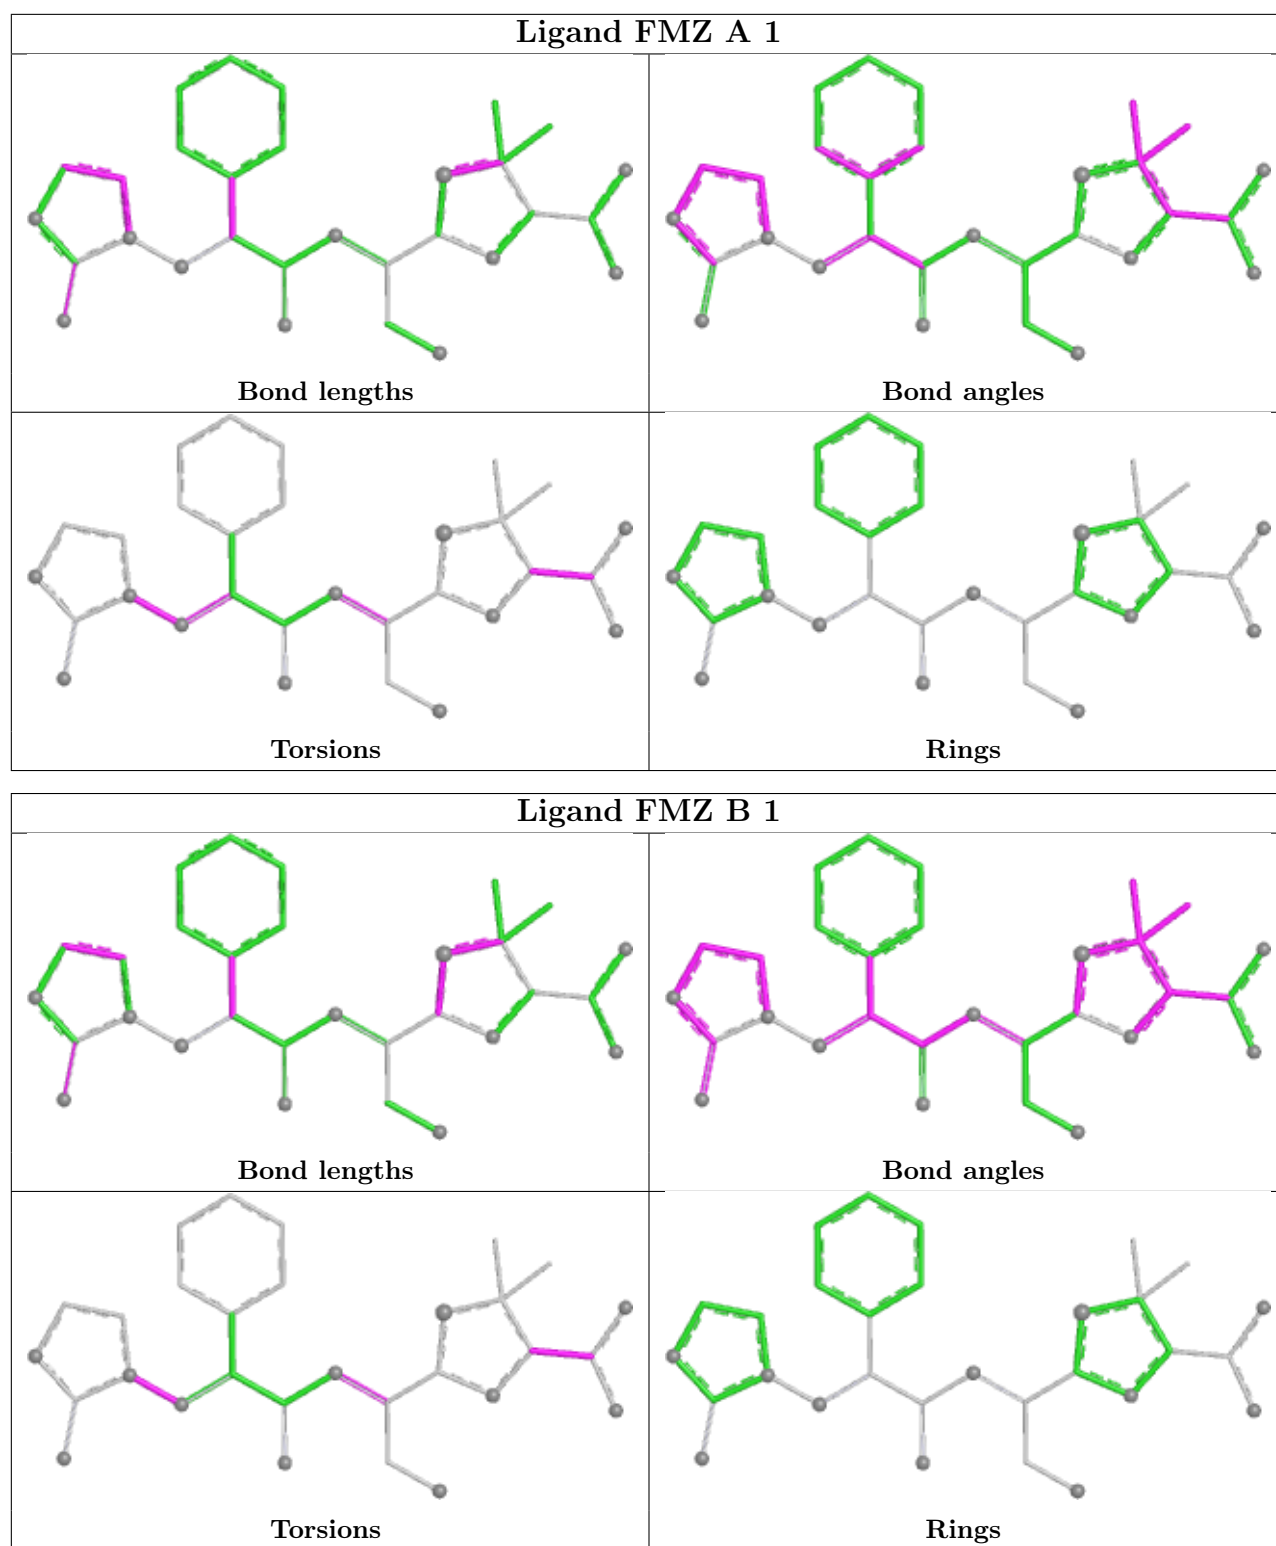 Ligand FMZ A 1
Bond lengths
Bond angles
Torsions
Rings
Ligand FMZ B 1
Bond lengths
Bond angles
Torsions
Rings